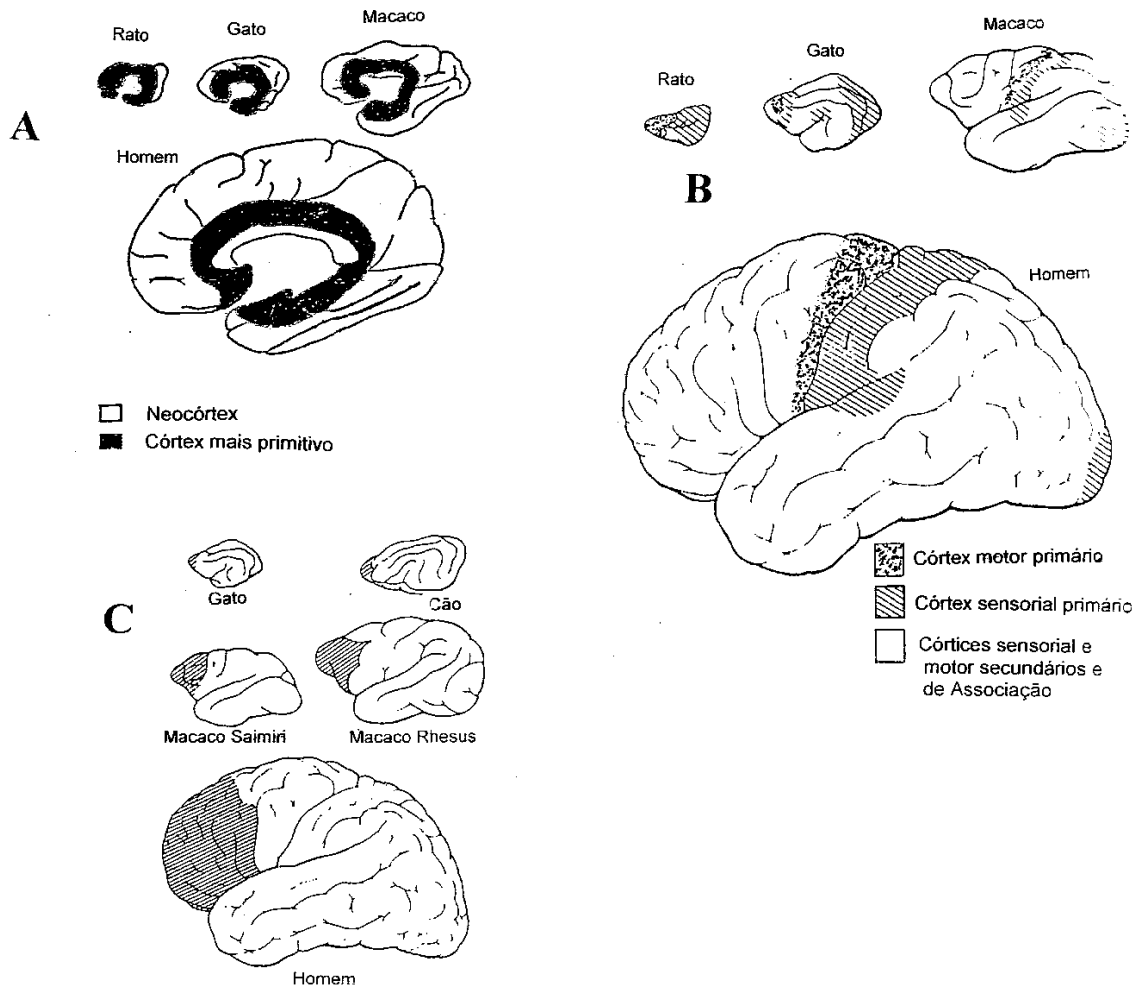 Rato
Gato
Macaco
A
Homem
Neocórtex
Córtex mais primitivo
Rato
Gato
Macaco
B
Homem
Córtex motor primário
Córtex sensorial primário
Córtices sensorial e
motor secundários e
de Associação
C
Gato
Cão
Macaco Saimiri
Macaco Rhesus
Homem